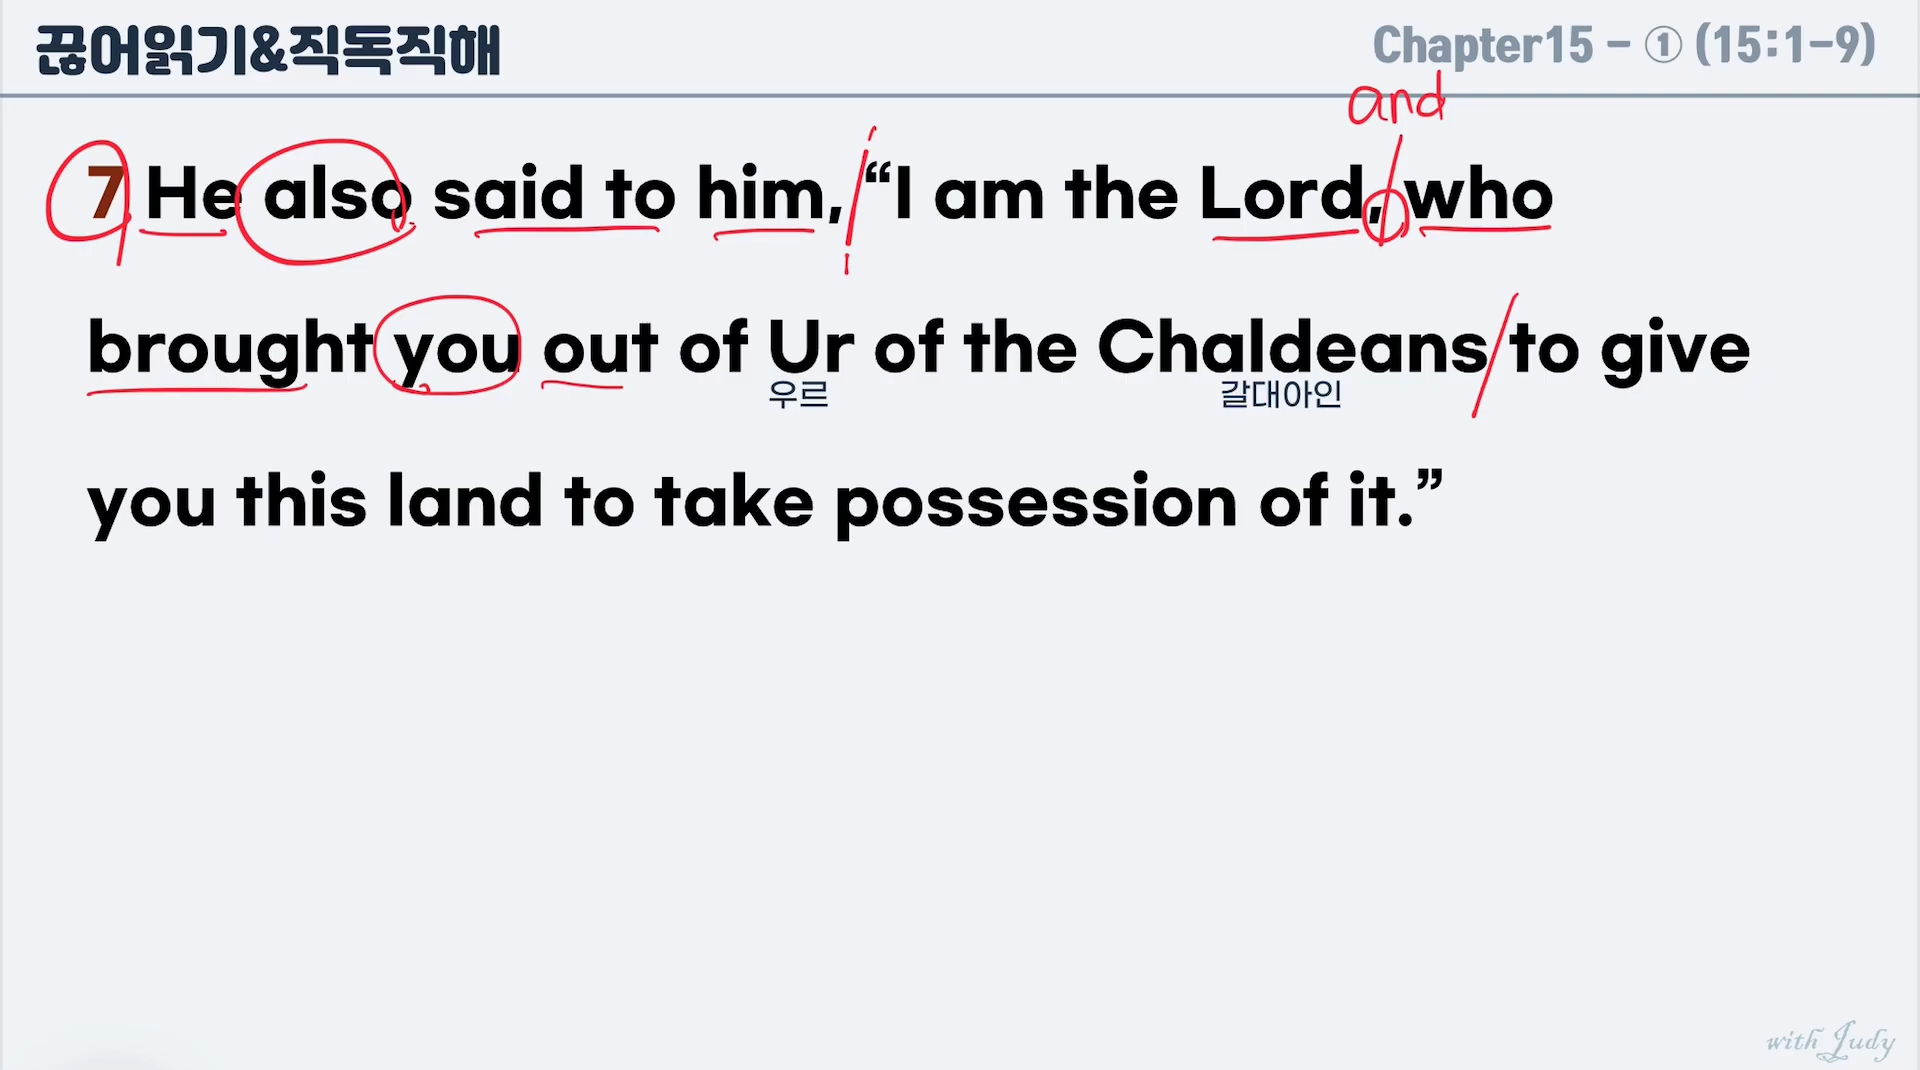 끊어읽기&직독직해
Chapter15 - ① (15:1-9)
and
7 He also said to him, “I am the Lord, who
brought you out of Ur of the Chaldeans to give
우르 갈대아인
you this land to take possession of it.”
with Judy